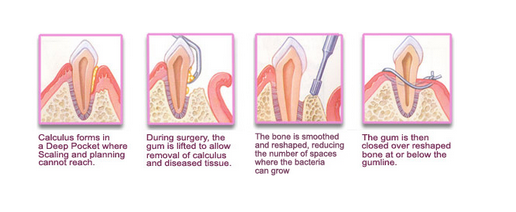 Calculus forms in
a Deep Pocket where
Scaling and planning
cannot reach.
During surgery, the
gum is lifted to allow
removal of calculus
and diseased tissue.
The bone is smoothed
and reshaped, reducing
the number of spaces
where the bacteria
can grow
The gum is then
closed over reshaped
bone at or below the
gumline.